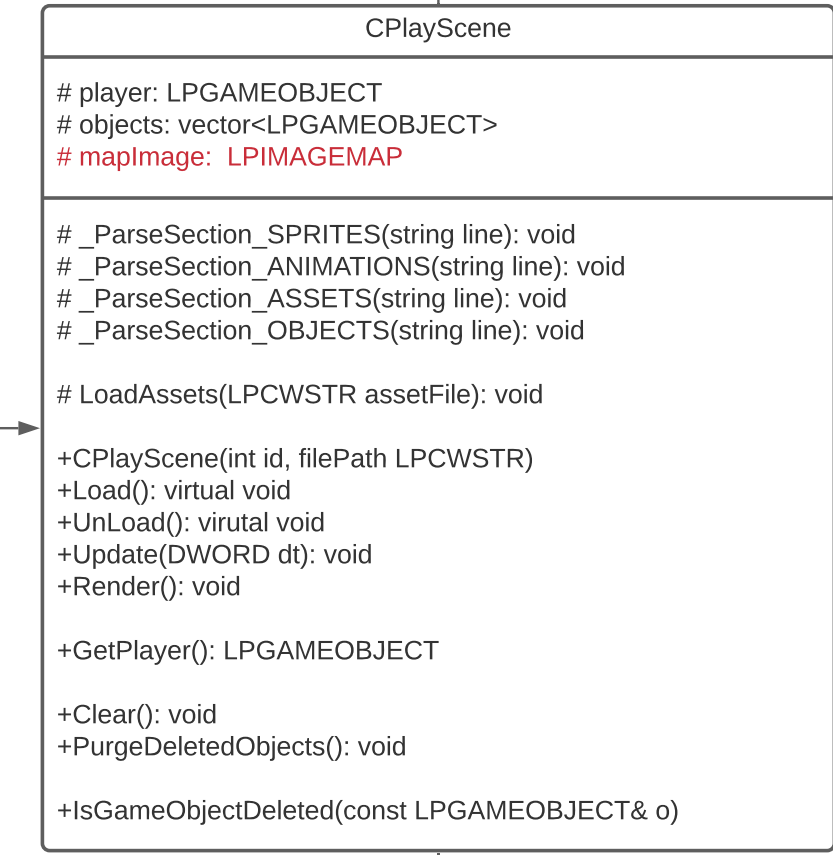 CPlayScene
# player: LPGAMEOBJECT
# objects: vector<LPGAMEOBJECT>
# mapImage:  LPIMAGEMAP
# _ParseSection_SPRITES(string line): void
# _ParseSection_ANIMATIONS(string line): void
# _ParseSection_ASSETS(string line): void
# _ParseSection_OBJECTS(string line): void
# LoadAssets(LPCWSTR assetFile): void
+CPlayScene(int id, filePath LPCWSTR)
+Load(): virtual void
+UnLoad(): virutal void
+Update(DWORD dt): void
+Render(): void
+GetPlayer(): LPGAMEOBJECT
+Clear(): void
+PurgeDeletedObjects(): void
+IsGameObjectDeleted(const LPGAMEOBJECT& o)